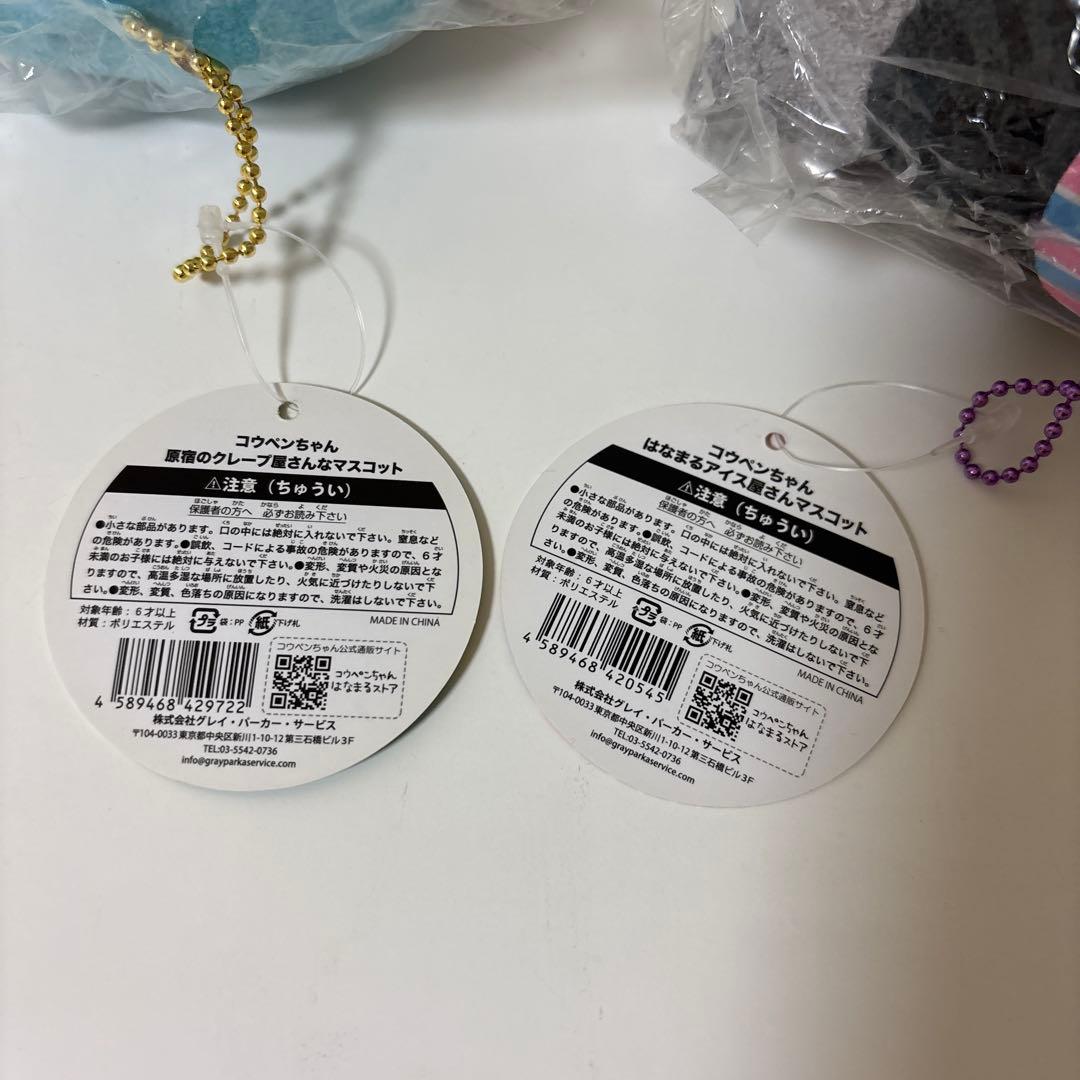 コウペンちゃん
原宿のクレープ屋さんなマスコット
⚠注意（ちゅうい）
保護者の方へ 必ずお読み下さい
●小さな部品があります。口の中には絶対に入れないで下さい。窒息など
の危険があります。●誤飲、コードによる事故の危険がありますので、6才
未満のお子様には絶対に与えないで下さい。●変形、変質や火災の原因とな
りますので、高温多湿な場所に放置したり、火気に近づけたりしないで下
さい。●変形、変質、色落ちの原因になりますので、洗濯はしないで下さい。
対象年齢：6才以上
材質：ポリエステル
プラ 袋：PP 紙 下げ札
MADE IN CHINA
コウペンちゃん公式通販サイト
コウペンちゃん
はなまるストア
4 589468 429722
株式会社グレイ・パーカー・サービス
〒104-0033 東京都中央区新川1-10-12 第三石橋ビル3F
TEL:03-5542-0736
info@grayparkaservice.com
コウペンちゃん
はなまるアイス屋さんマスコット
⚠注意（ちゅうい）
保護者の方へ 必ずお読み下さい
●小さな部品があります。口の中には絶対に入れないで下さい。窒息など
の危険があります。●誤飲、コードによる事故の危険がありますので、6才
未満のお子様には絶対に与えないで下さい。●変形、変質や火災の原因とな
りますので、高温多湿な場所に放置したり、火気に近づけたりしないで下
さい。●変形、変質、色落ちの原因になりますので、洗濯はしないで下さい。
対象年齢：6才以上
材質：ポリエステル
プラ 袋：PP 紙 下げ札
MADE IN CHINA
コウペンちゃん公式通販サイト
コウペンちゃん
はなまるストア
4 589468 420545
株式会社グレイ・パーカー・サービス
〒104-0033 東京都中央区新川1-10-12 第三石橋ビル3F
TEL:03-5542-0736
info@grayparkaservice.com